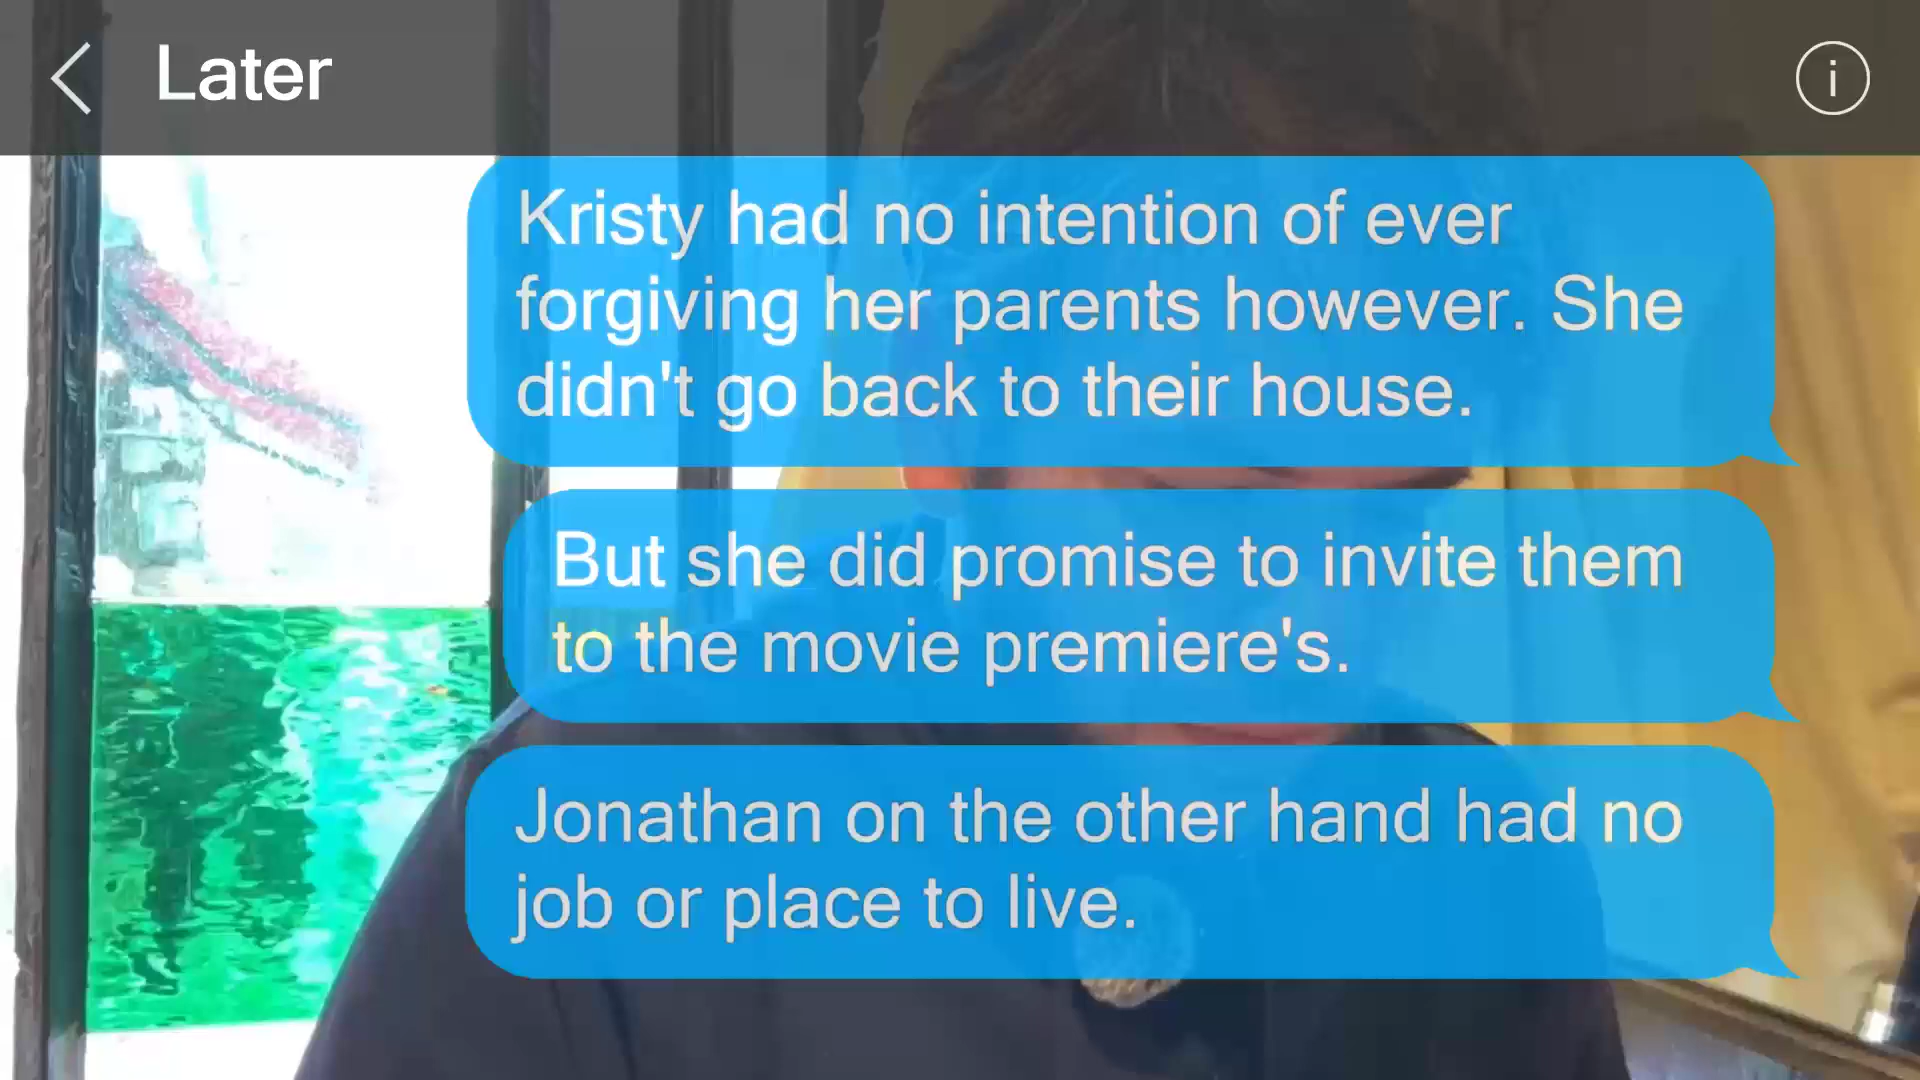 Later
Kristy had no intention of ever
forgiving her parents however. She
didn't go back to their house.
But she did promise to invite them
to the movie premiere's.
Jonathan on the other hand had no
job or place to live.